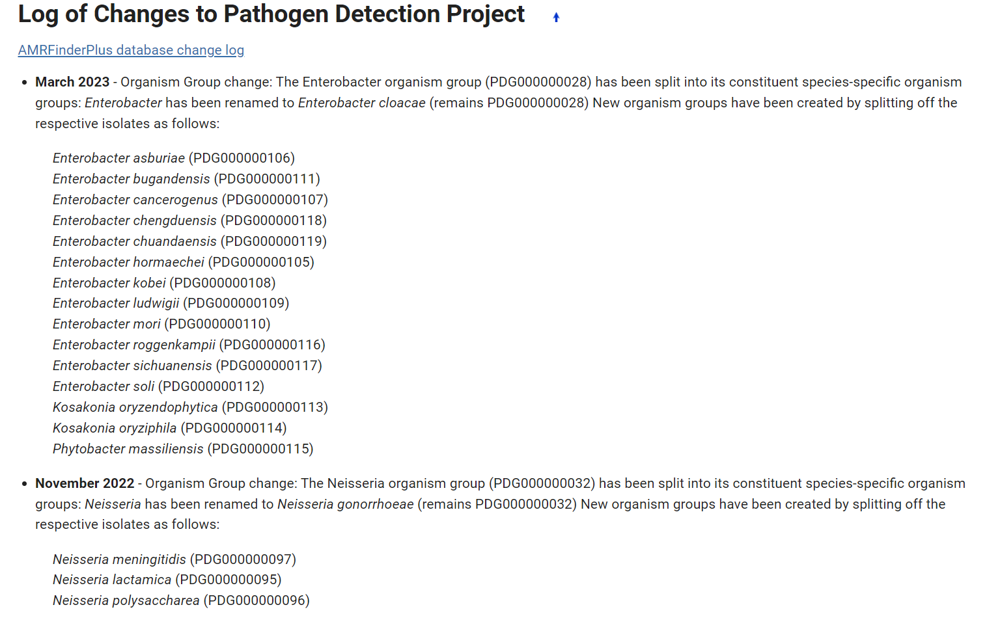 Log of Changes to Pathogen Detection Project
AMRFinderPlus database change log
• March 2023 - Organism Group change: The Enterobacter organism group (PDG000000028) has been split into its constituent species-specific organism
groups: Enterobacter has been renamed to Enterobacter cloacae (remains PDG000000028) New organism groups have been created by splitting off the
respective isolates as follows:
Enterobacter asburiae (PDG000000106)
Enterobacter bugandensis (PDG000000111)
Enterobacter cancerogenus (PDG000000107)
Enterobacter chengduensis (PDG000000118)
Enterobacter chuandaensis (PDG000000119)
Enterobacter hormaechei (PDG000000105)
Enterobacter kobei (PDG000000108)
Enterobacter ludwigii (PDG000000109)
Enterobacter mori (PDG000000110)
Enterobacter roggenkampii (PDG000000116)
Enterobacter sichuanensis (PDG000000117)
Enterobacter soli (PDG000000112)
Kosakonia oryzendophytica (PDG000000113)
Kosakonia oryziphila (PDG000000114)
Phytobacter massiliensis (PDG000000115)
• November 2022 - Organism Group change: The Neisseria organism group (PDG000000032) has been split into its constituent species-specific organism
groups: Neisseria has been renamed to Neisseria gonorrhoeae (remains PDG000000032) New organism groups have been created by splitting off the
respective isolates as follows:
Neisseria meningitidis (PDG000000097)
Neisseria lactamica (PDG000000095)
Neisseria polysaccharea (PDG000000096)